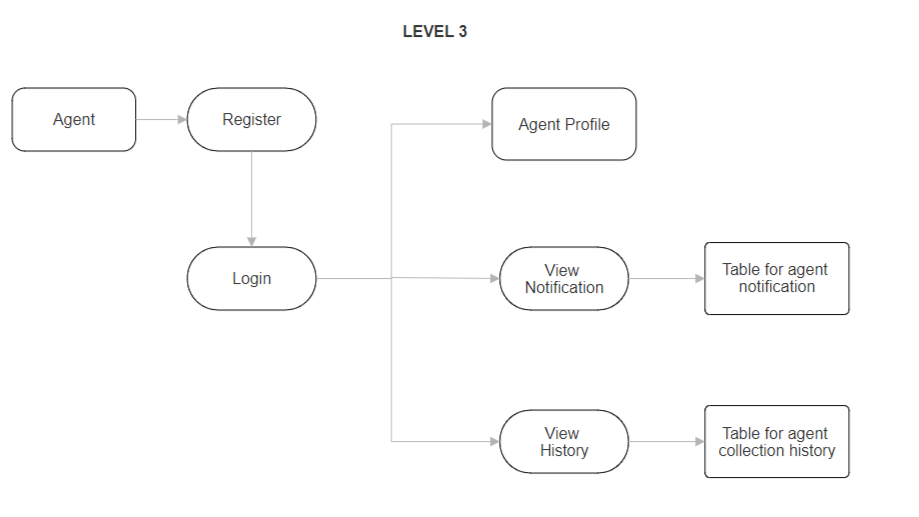 LEVEL 3
Agent
Register
Agent Profile
Login
View
Notification
Table for agent
notification
View
History
Table for agent
collection history